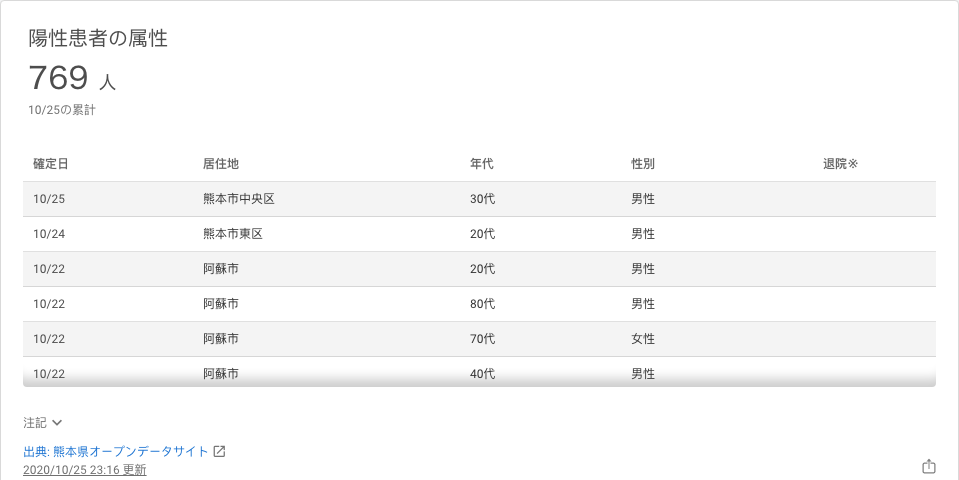 陽性患者の属性
769 人
10/25の累計
確定日 居住地 年代 性別 退院※
10/25 熊本市中央区 30代 男性
10/24 熊本市東区 20代 男性
10/22 阿蘇市 20代 男性
10/22 阿蘇市 80代 男性
10/22 阿蘇市 70代 女性
10/22 阿蘇市 40代 男性
注記
出典: 熊本県オープンデータサイト
2020/10/25 23:16 更新